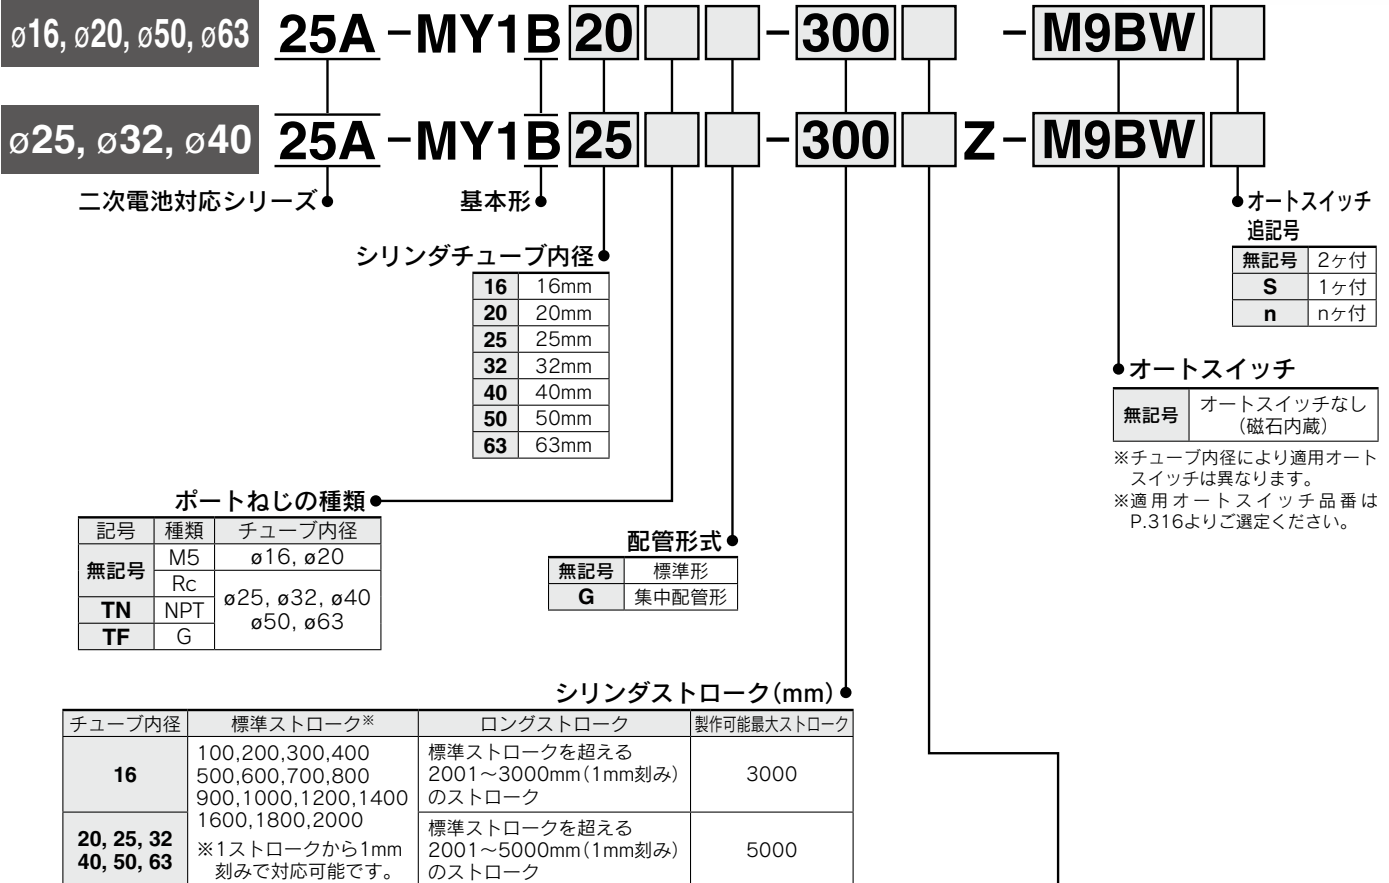 ø16, ø20, ø50, ø63 25A-MY1B20□□-300□ -M9BW□
ø25, ø32, ø40 25A-MY1B25□□-300□Z-M9BW□
二次電池対応シリーズ
基本形
オートスイッチ
追記号
無記号 2ヶ付
S 1ヶ付
n nヶ付
シリンダチューブ内径
16 16mm
20 20mm
25 25mm
32 32mm
40 40mm
50 50mm
63 63mm
オートスイッチ
無記号 オートスイッチなし
(磁石内蔵)
※チューブ内径により適用オート
スイッチは異なります。
※適用オートスイッチ品番は
P.316よりご選定ください。
ポートねじの種類
記号 種類 チューブ内径
無記号 M5 ø16, ø20
Rc ø25, ø32, ø40
ø50, ø63
TN NPT
TF G
配管形式
無記号 標準形
G 集中配管形
シリンダストローク(mm)
チューブ内径 標準ストローク※ ロングストローク 製作可能最大ストローク
16
100,200,300,400
500,600,700,800
900,1000,1200,1400
1600,1800,2000
※1ストロークから1mm
刻みで対応可能です。
標準ストロークを超える
2001~3000mm(1mm刻み)
のストローク
3000
20, 25, 32
40, 50, 63
標準ストロークを超える
2001~5000mm(1mm刻み)
のストローク
5000